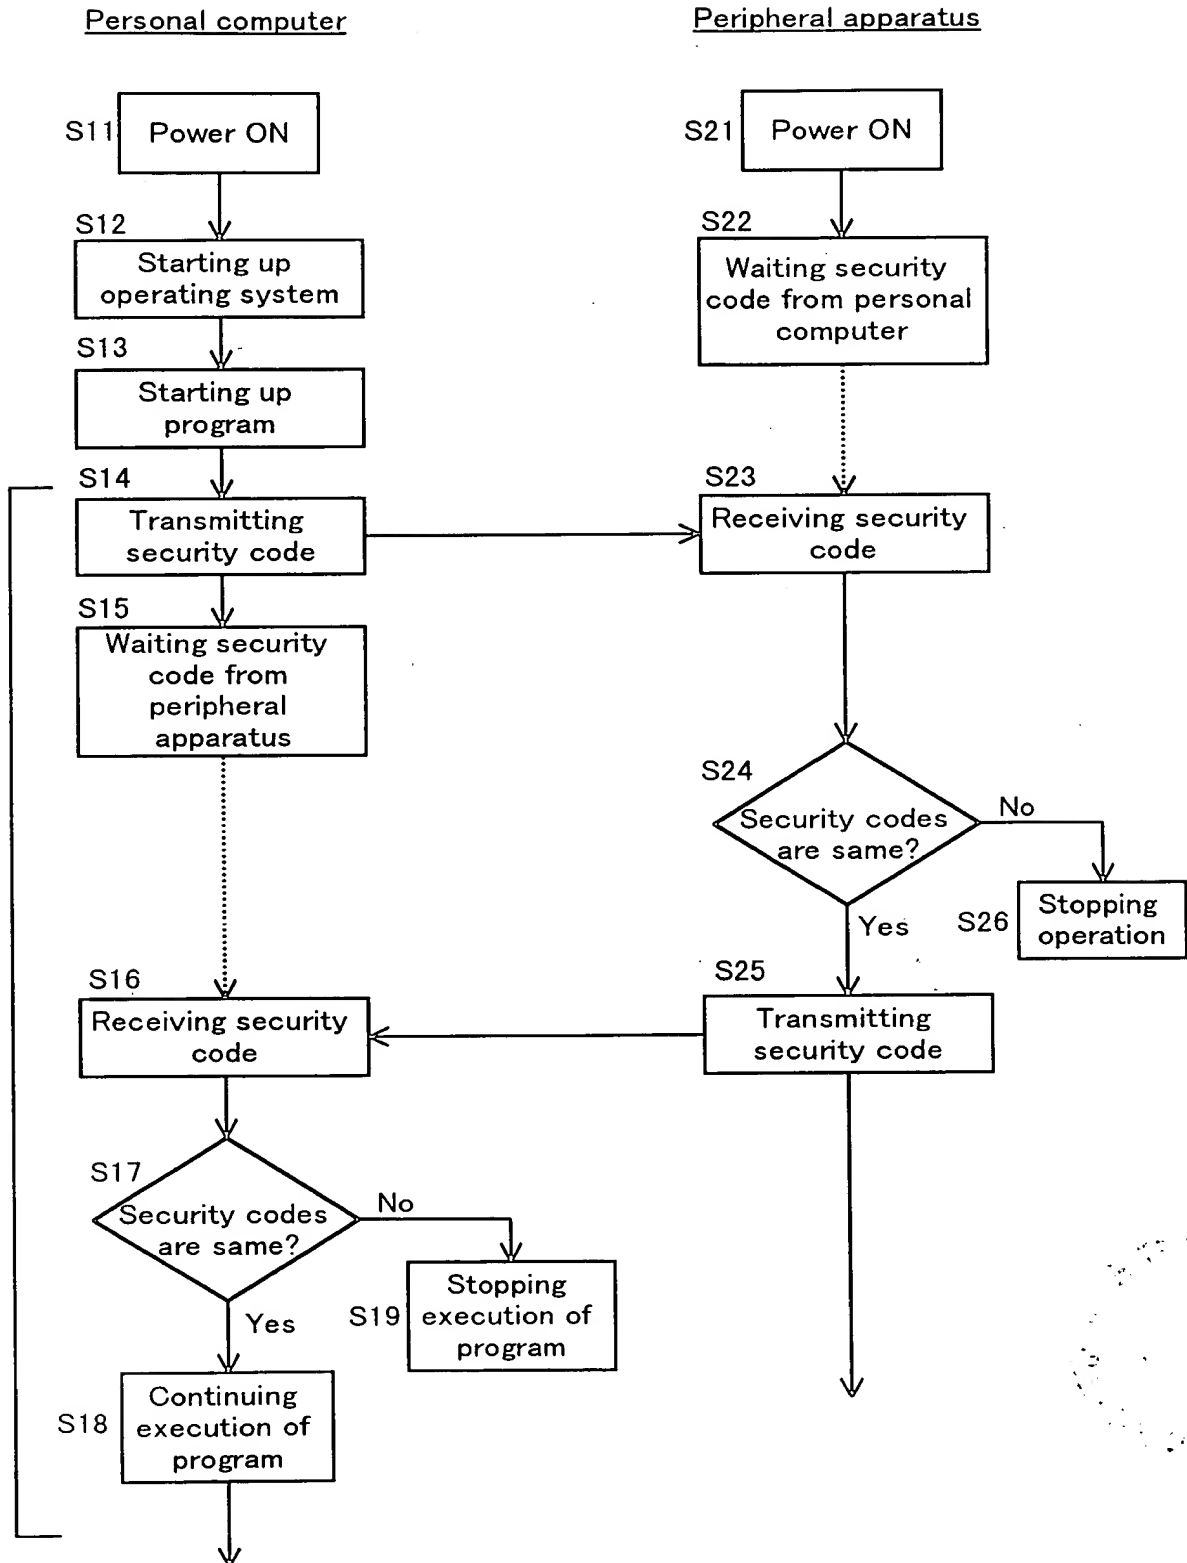 Personal computer
Peripheral apparatus
S11
Power ON
S21
Power ON
S12
Starting up
operating system
S22
Waiting security
code from personal
computer
S13
Starting up
program
S14
Transmitting
security code
S23
Receiving security
code
S15
Waiting security
code from
peripheral
apparatus
S24
Security codes
are same?
No
Yes
S26
Stopping
operation
S16
Receiving security
code
S25
Transmitting
security code
S17
Security codes
are same?
No
Yes
S19
Stopping
execution of
program
S18
Continuing
execution of
program